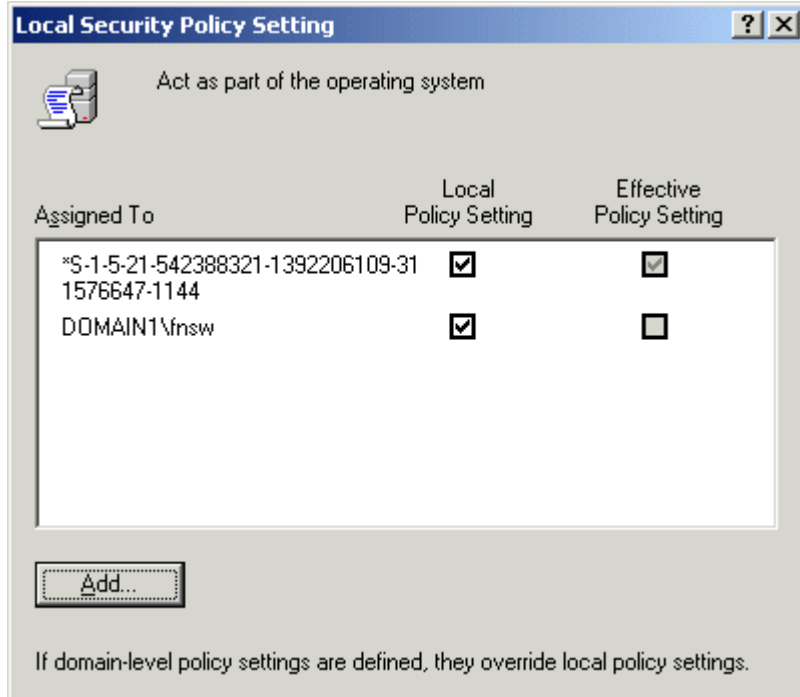 Local Security Policy Setting
Act as part of the operating system
Local Effective
Assigned To Policy Setting Policy Setting
*S-1-5-21-542388321-1392206109-31
1576647-1144
DOMAIN1\fnsw
Add...
If domain-level policy settings are defined, they override local policy settings.